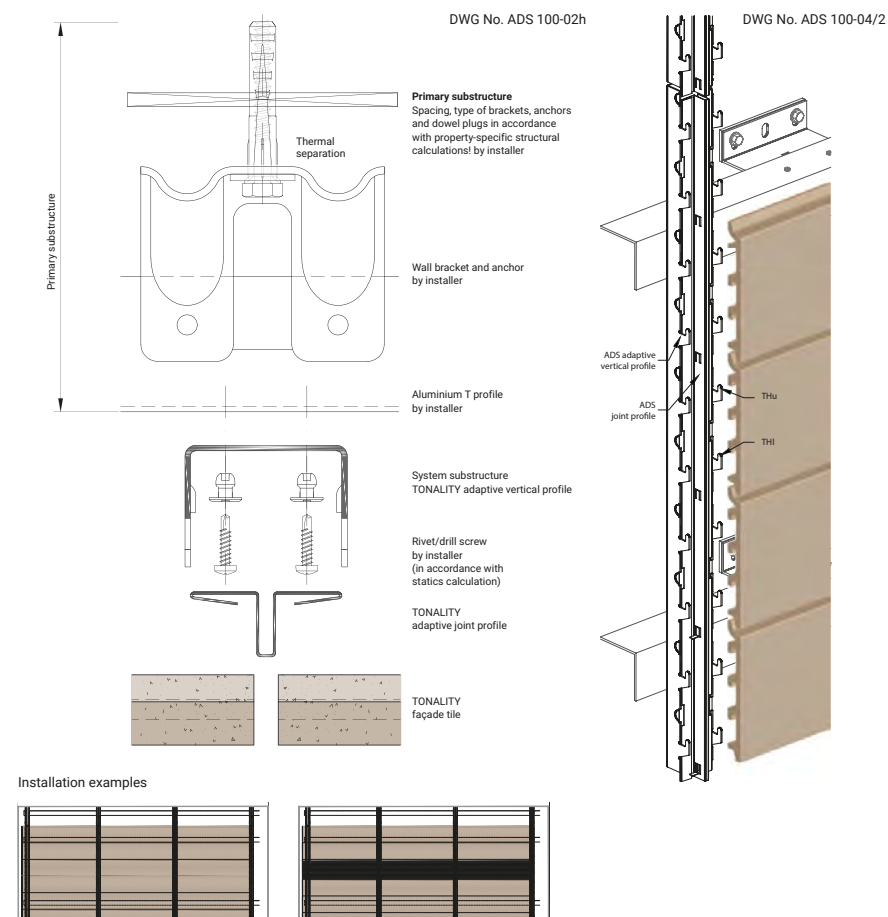 DWG No. ADS 100-02h
DWG No. ADS 100-04/2
Primary substructure
Primary substructure
Spacing, type of brackets, anchors
and dowel plugs in accordance
with property-specific structural
calculations! by installer
Thermal
separation
Wall bracket and anchor
by installer
Aluminium T profile
by installer
System substructure
TONALITY adaptive vertical profile
Rivet/drill screw
by installer
(in accordance with
statics calculation)
TONALITY
adaptive joint profile
TONALITY
façade tile
ADS adaptive
vertical profile
ADS
joint profile
THu
THl
Installation examples